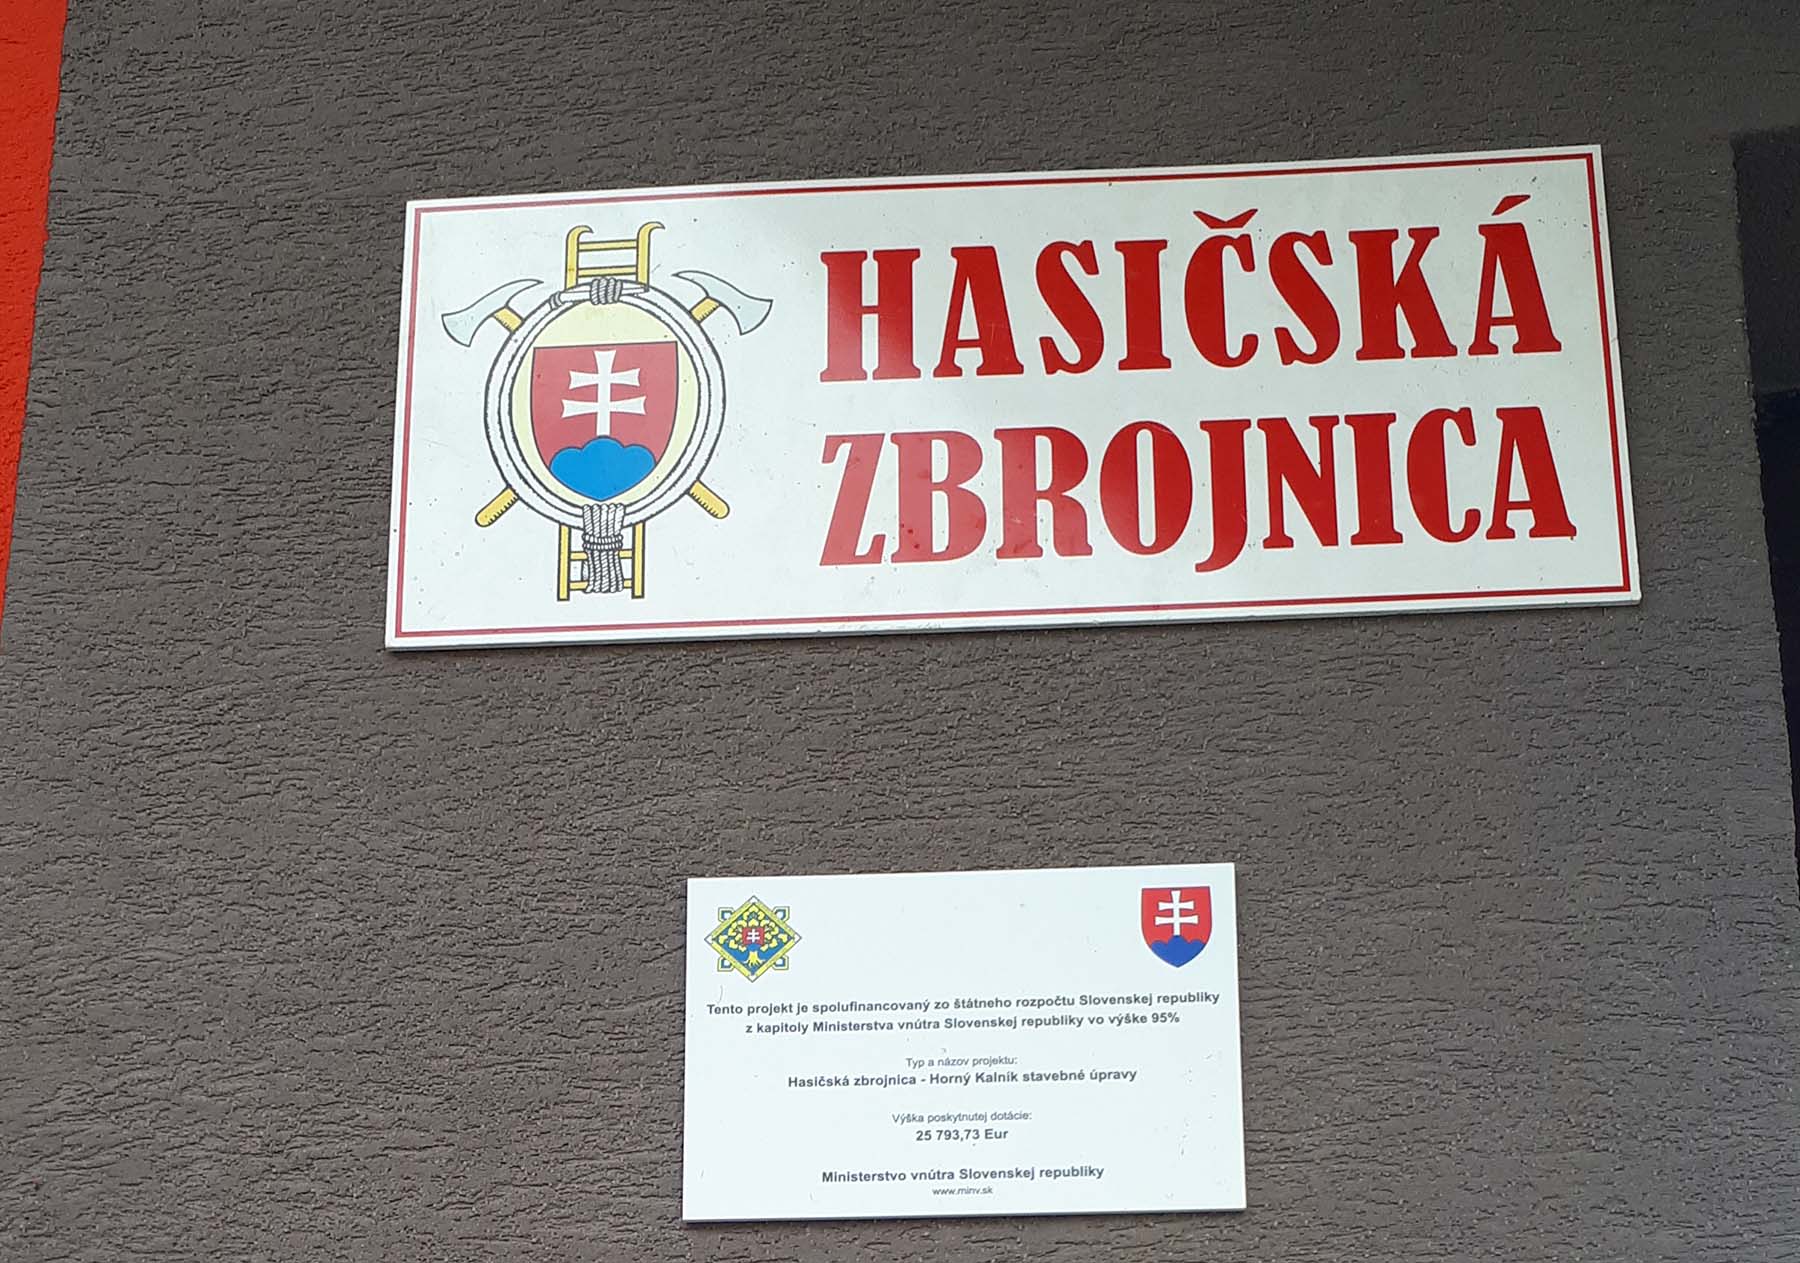 HASIČSKÁ
ZBROJNICA
Tento projekt je spolufinancovaný zo štátneho rozpočtu Slovenskej republiky
z kapitoly Ministerstva vnútra Slovenskej republiky vo výške 95%
Typ a názov projektu:
Hasičská zbrojnica - Horný Kalník stavebné úpravy
Výška poskytnutej dotácie:
25 793,73 Eur
Ministerstvo vnútra Slovenskej republiky
www.minv.sk